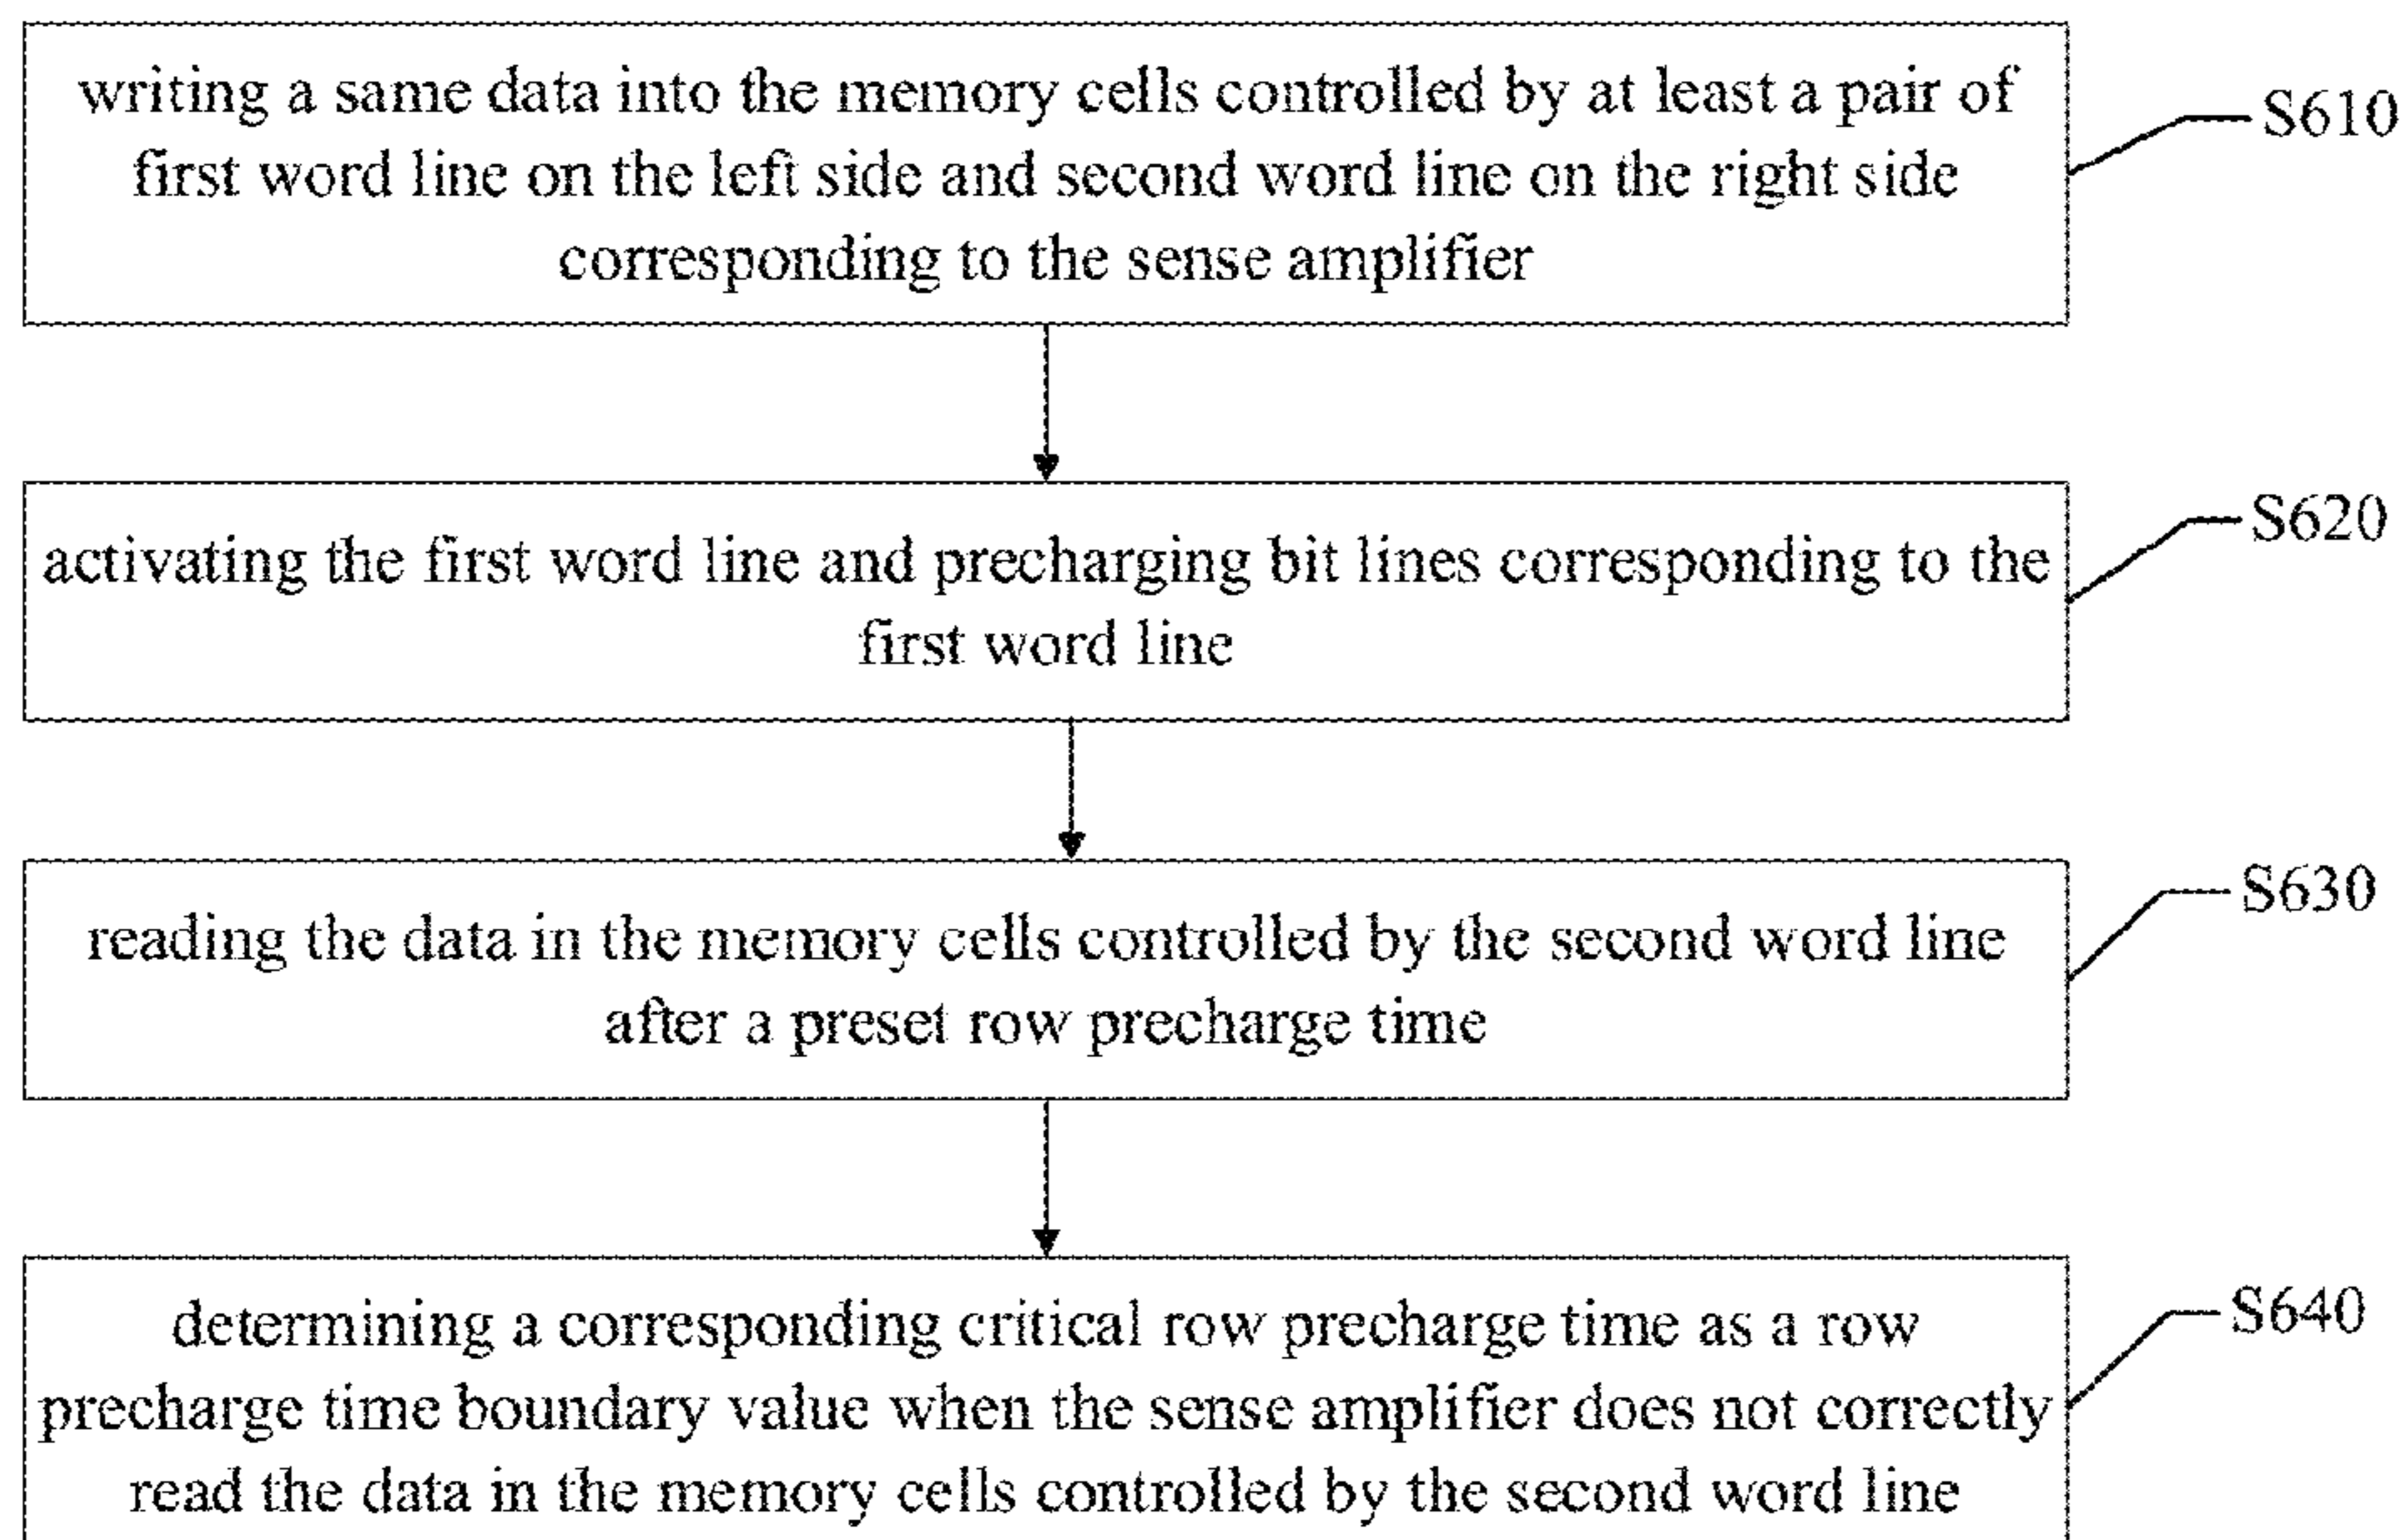 writing a same data into the memory cells controlled by at least a pair of
first word line on the left side and second word line on the right side
corresponding to the sense amplifier
S610
activating the first word line and precharging bit lines corresponding to the
first word line
S620
reading the data in the memory cells controlled by the second word line
after a preset row precharge time
S630
determining a corresponding critical row precharge time as a row
precharge time boundary value when the sense amplifier does not correctly
read the data in the memory cells controlled by the second word line
S640